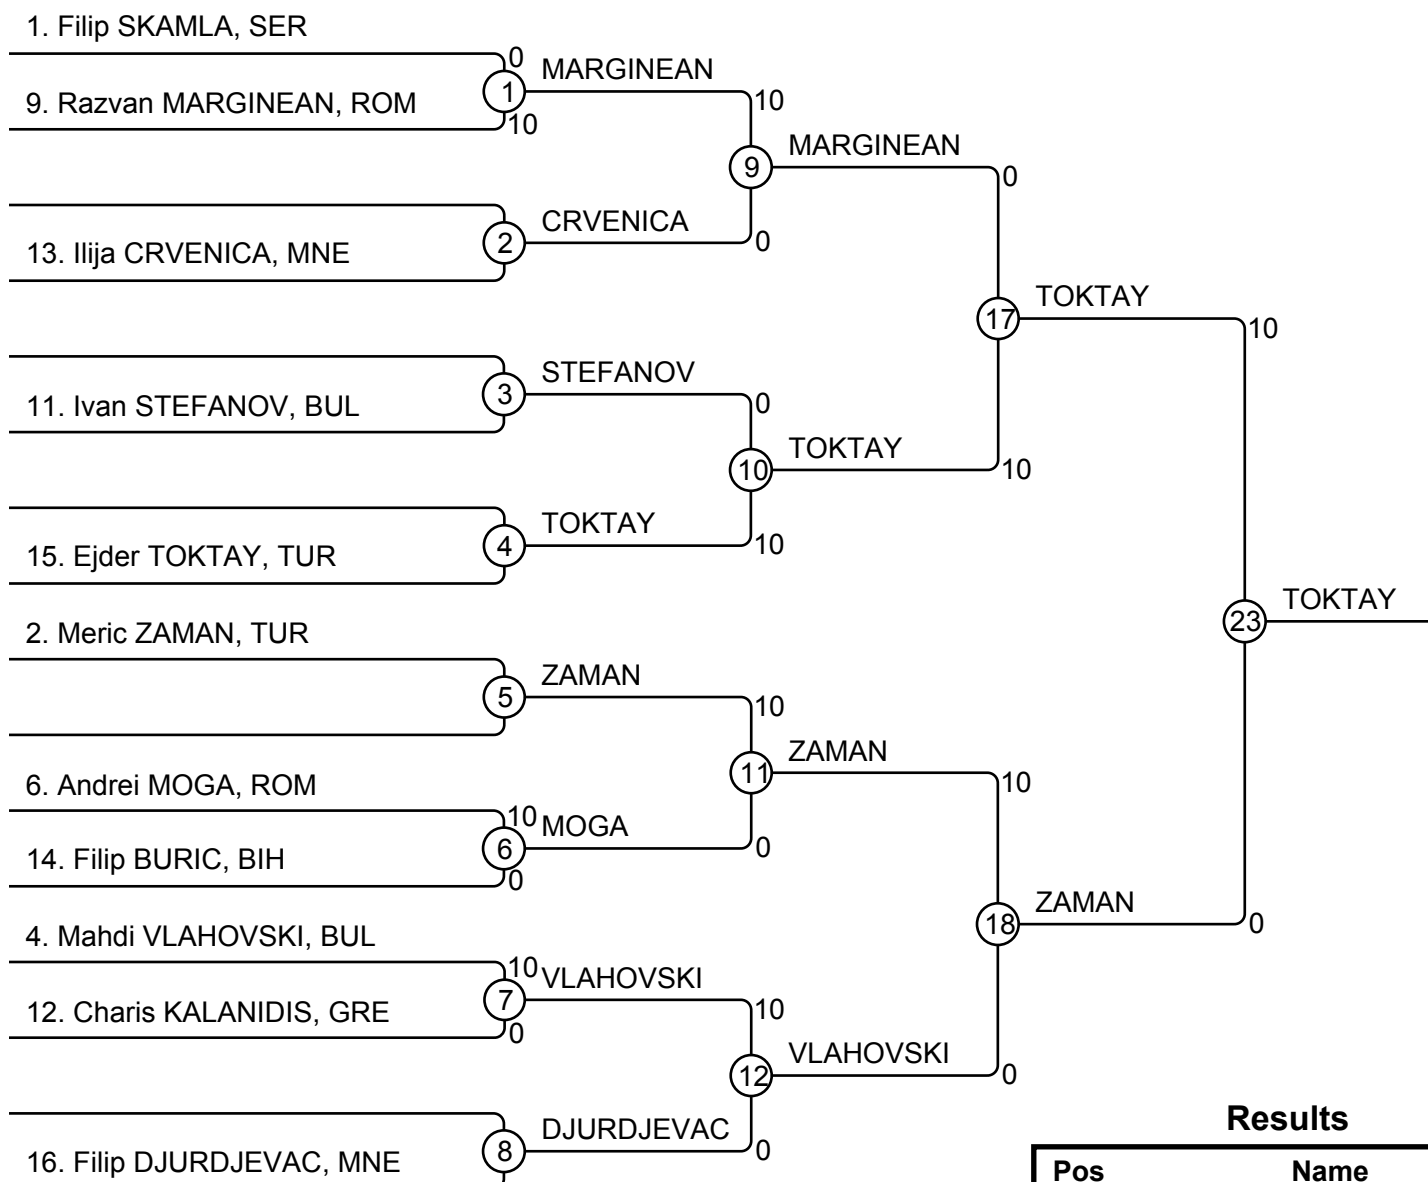 1. Filip SKAMLA, SER
0
1
MARGINEAN
9. Razvan MARGINEAN, ROM
10
10
9
MARGINEAN
0
13. Ilija CRVENICA, MNE
2
CRVENICA
0
17
TOKTAY
10
11. Ivan STEFANOV, BUL
3
STEFANOV
0
10
TOKTAY
10
15. Ejder TOKTAY, TUR
4
TOKTAY
10
23
TOKTAY
2. Meric ZAMAN, TUR
5
ZAMAN
10
11
ZAMAN
10
6. Andrei MOGA, ROM
10
6
MOGA
0
14. Filip BURIC, BIH
0
18
ZAMAN
0
4. Mahdi VLAHOVSKI, BUL
10
7
VLAHOVSKI
10
12. Charis KALANIDIS, GRE
0
12
VLAHOVSKI
0
16. Filip DJURDJEVAC, MNE
8
DJURDJEVAC
0
Results
Pos Name